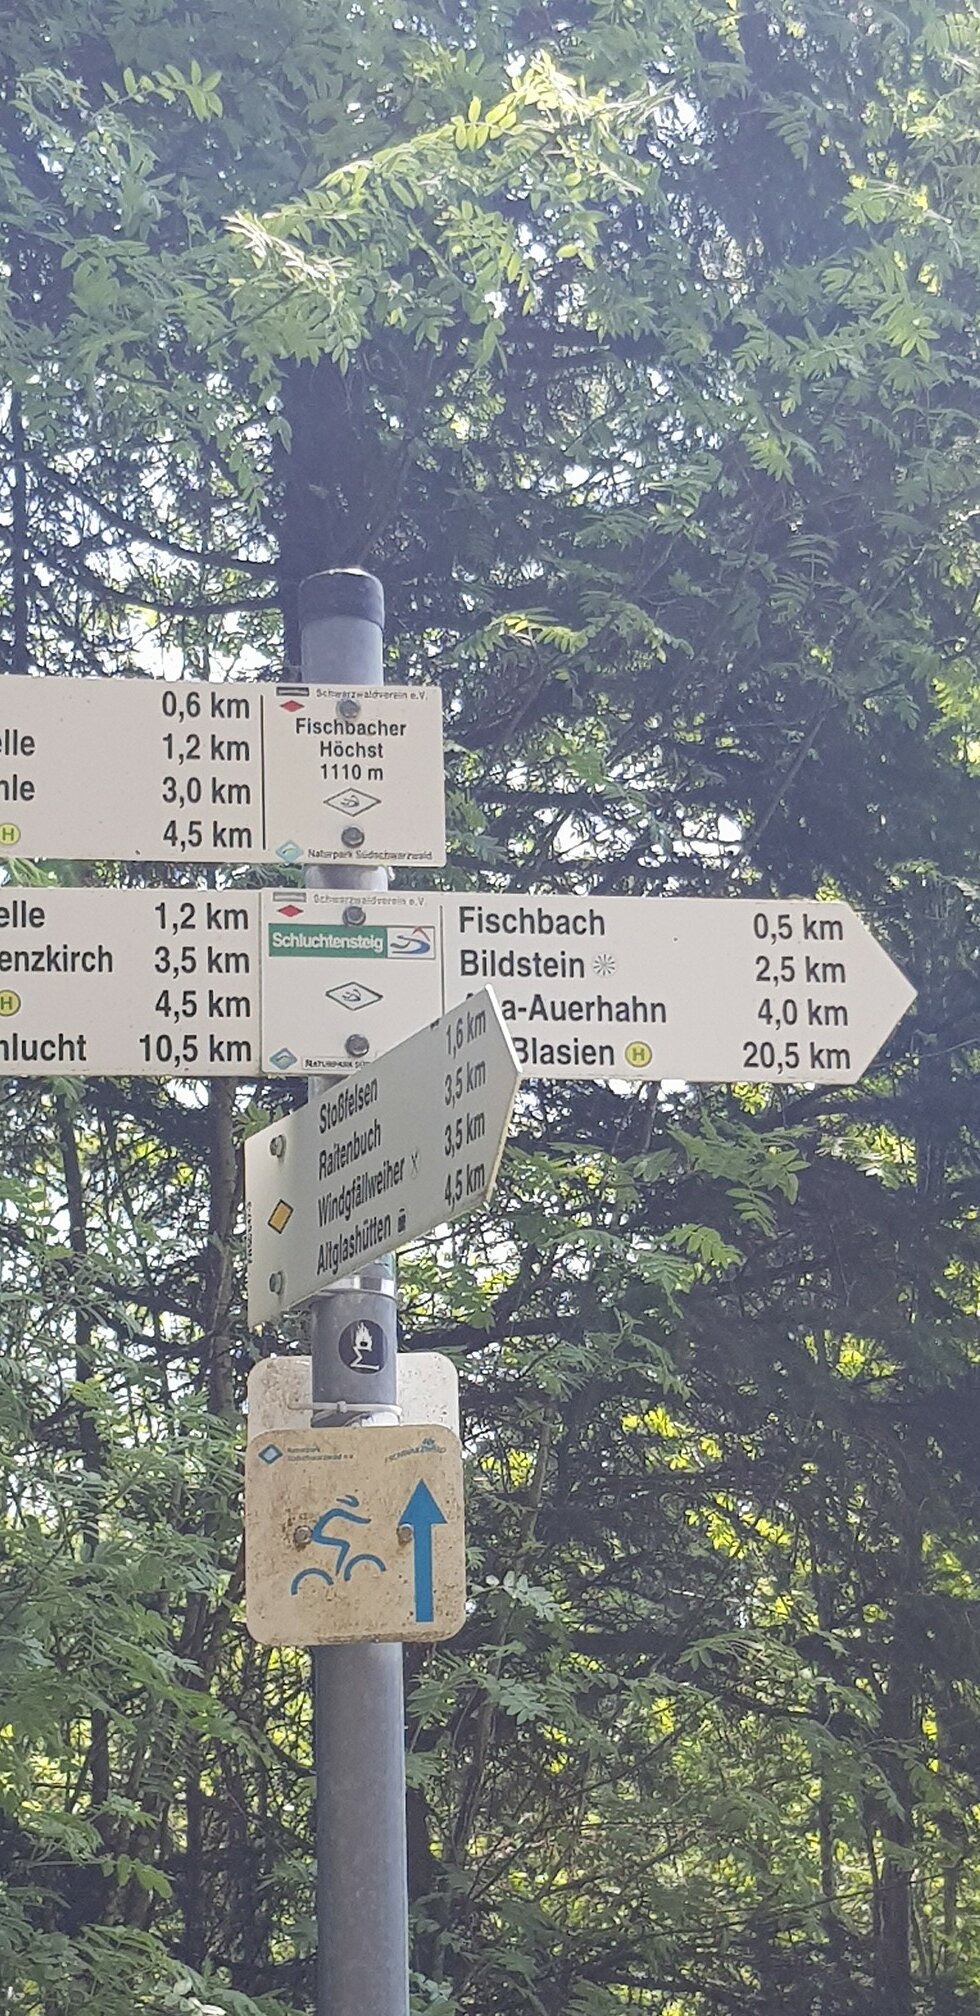 0,6 km
elle 1,2 km
hle 3,0 km
H 4,5 km
Schwarzwaldverein e.V.
Fischbacher
Höchst
1110 m
Naturpark Südschwarzwald
elle 1,2 km
enzkirch 3,5 km
H 4,5 km
hlucht 10,5 km
Schwarzwaldverein e.V.
Schluchtensteig
Fischbach 0,5 km
Bildstein 2,5 km
a-Auerhahn 4,0 km
Blasien H 20,5 km
Stoßfelsen 1,6 km
Raitenbuch 3,5 km
Windgfällweiher 3,5 km
Altglashütten 4,5 km
Naturpark
Südschwarzwald e.V.